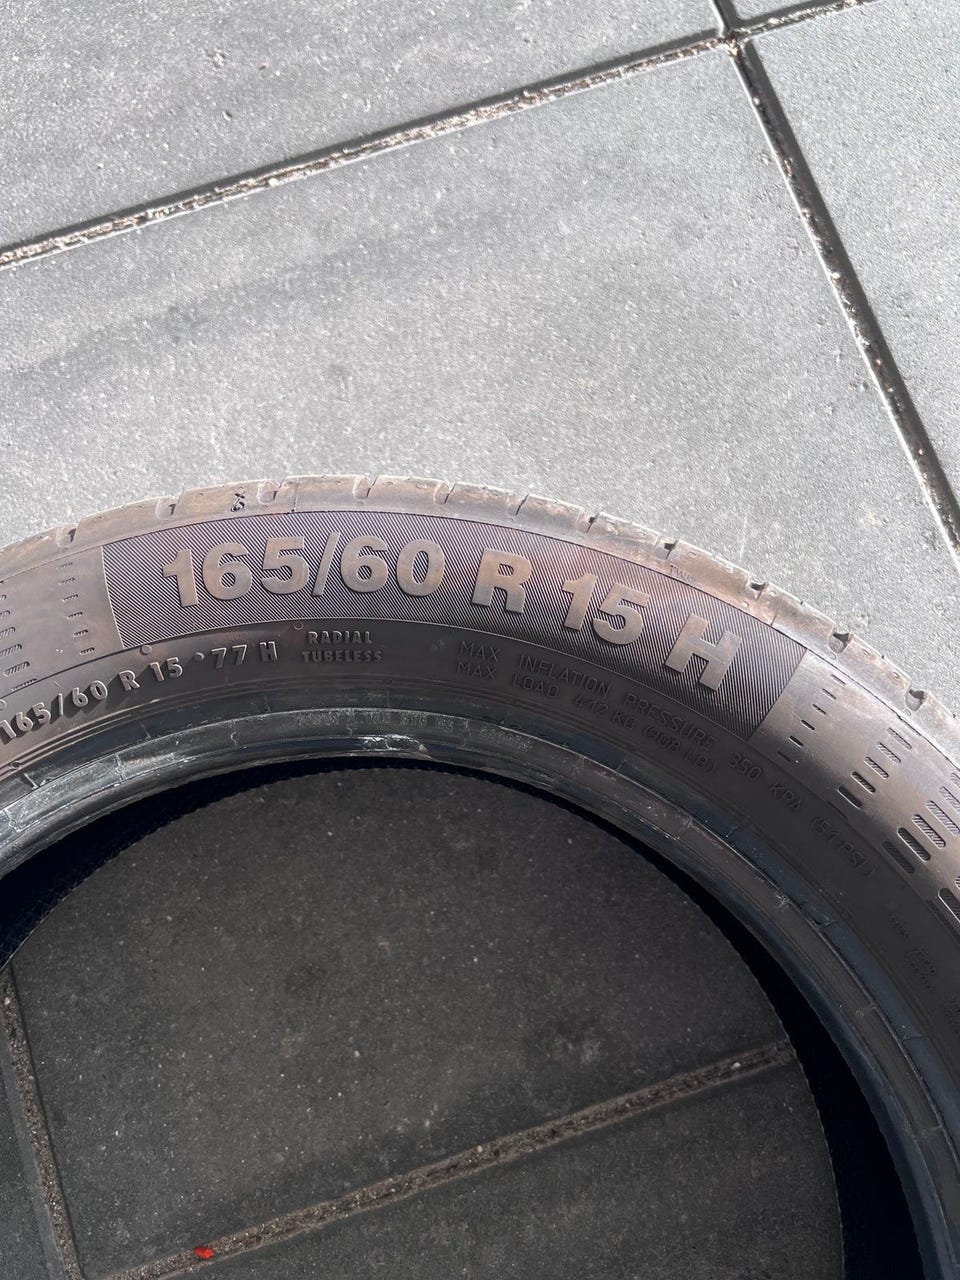 165/60 R 15 H
165/60 R 15 77 H
RADIAL
TUBELESS
MAX INFLATION PRESSURE 350 KPA (51 PSI)
MAX LOAD 412 KG (908 LB)